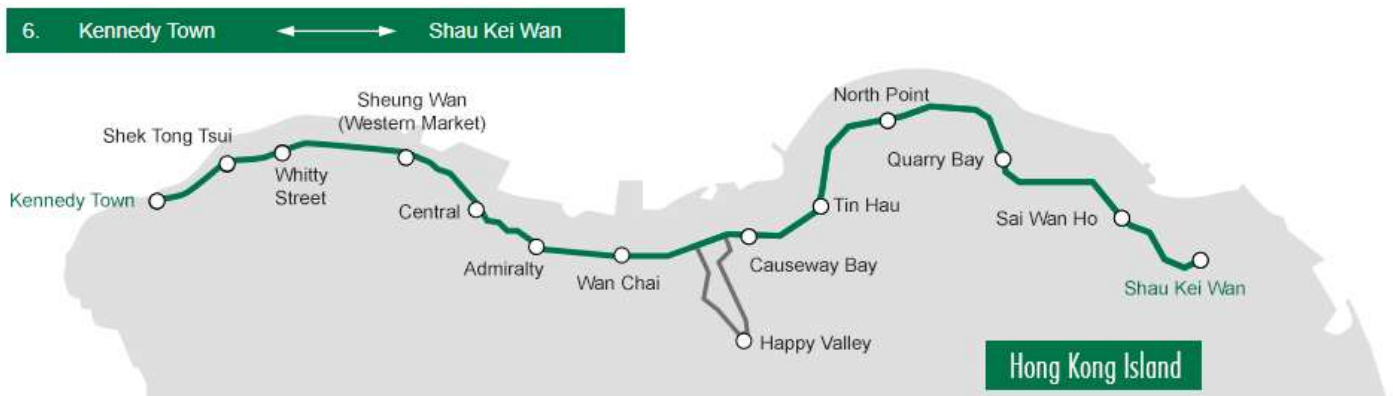 6. Kennedy Town Shau Kei Wan
Sheung Wan
(Western Market)
North Point
Shek Tong Tsui
Quarry Bay
Whitty
Street
Kennedy Town
Tin Hau
Central
Sai Wan Ho
Admiralty
Wan Chai
Causeway Bay
Shau Kei Wan
Happy Valley
Hong Kong Island